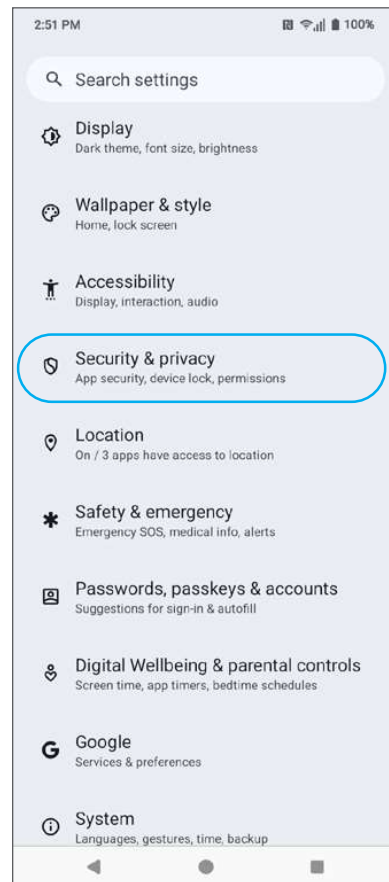 2:51 PM 100%
Search settings
Display
Dark theme, font size, brightness
Wallpaper & style
Home, lock screen
Accessibility
Display, interaction, audio
Security & privacy
App security, device lock, permissions
Location
On / 3 apps have access to location
Safety & emergency
Emergency SOS, medical info, alerts
Passwords, passkeys & accounts
Suggestions for sign-in & autofill
Digital Wellbeing & parental controls
Screen time, app timers, bedtime schedules
Google
Services & preferences
System
Languages, gestures, time, backup